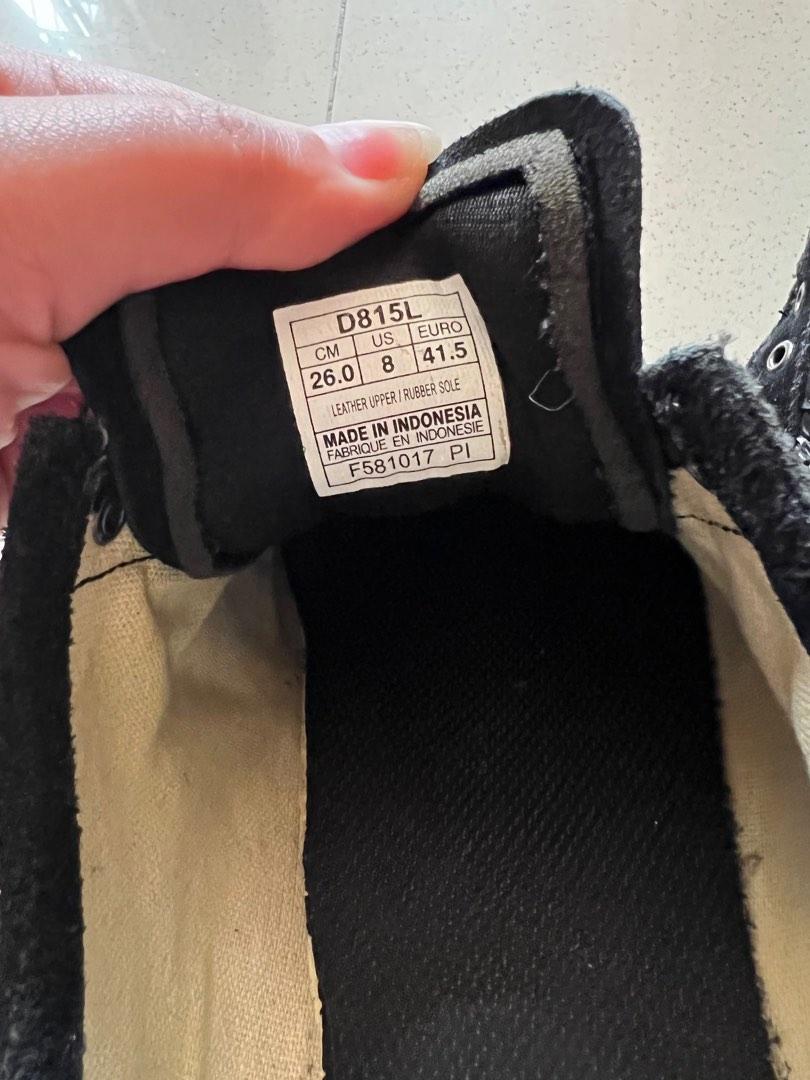 D815L
CM US EURO
26.0 8 41.5
LEATHER UPPER / RUBBER SOLE
MADE IN INDONESIA
FABRIQUE EN INDONESIE
F581017 PI